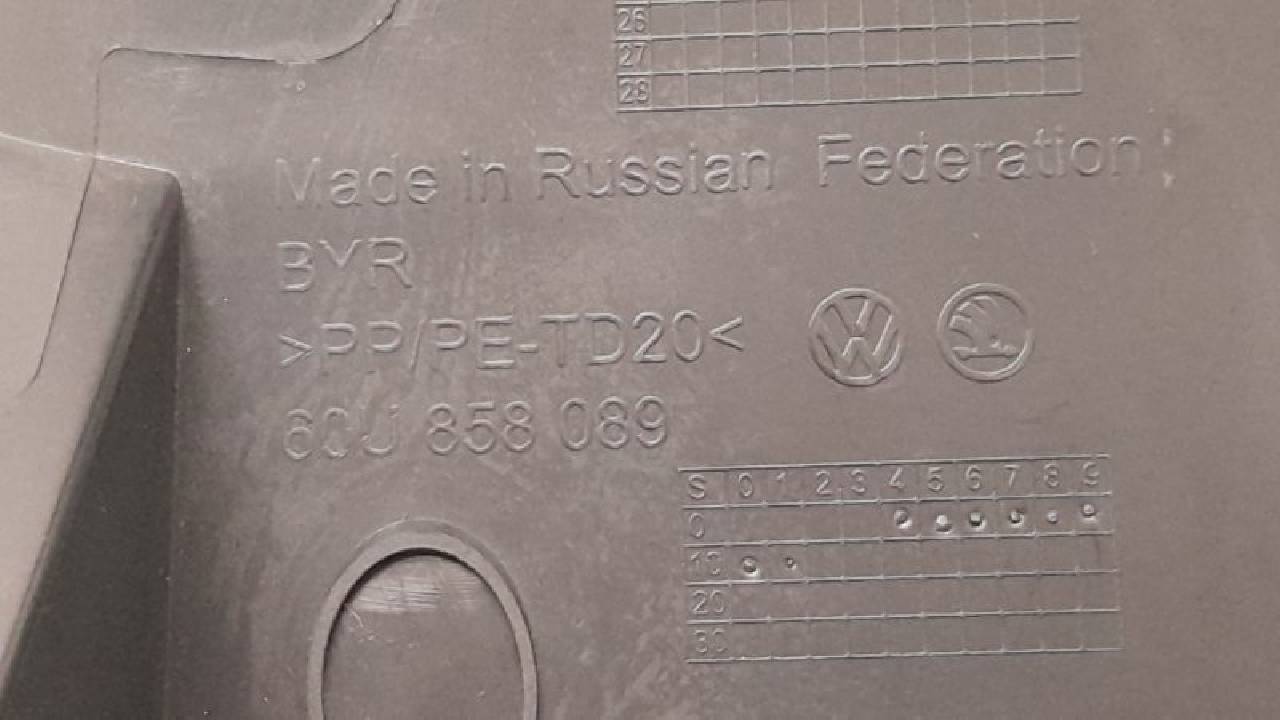 26
27
28
Made in Russian Federation
BYR
>PP/PE-TD20<
60U 858 089
S 0 1 2 3 4 5 6 7 8 9
0
10
20
30